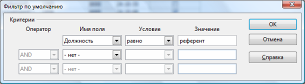 Фильтр по умолчанию
Критерии
Оператор Имя поля Условие Значение
Должность равно референт
AND - нет -
AND - нет -
OK
Отмена
Справка